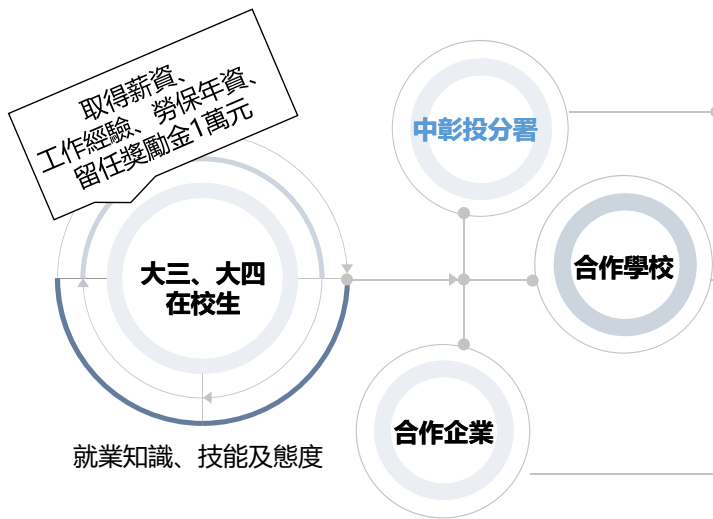 取得薪資、
工作經驗、勞保年資、
留任獎勵金1萬元
中彰投分署
大三、大四
在校生
合作學校
合作企業
就業知識、技能及態度